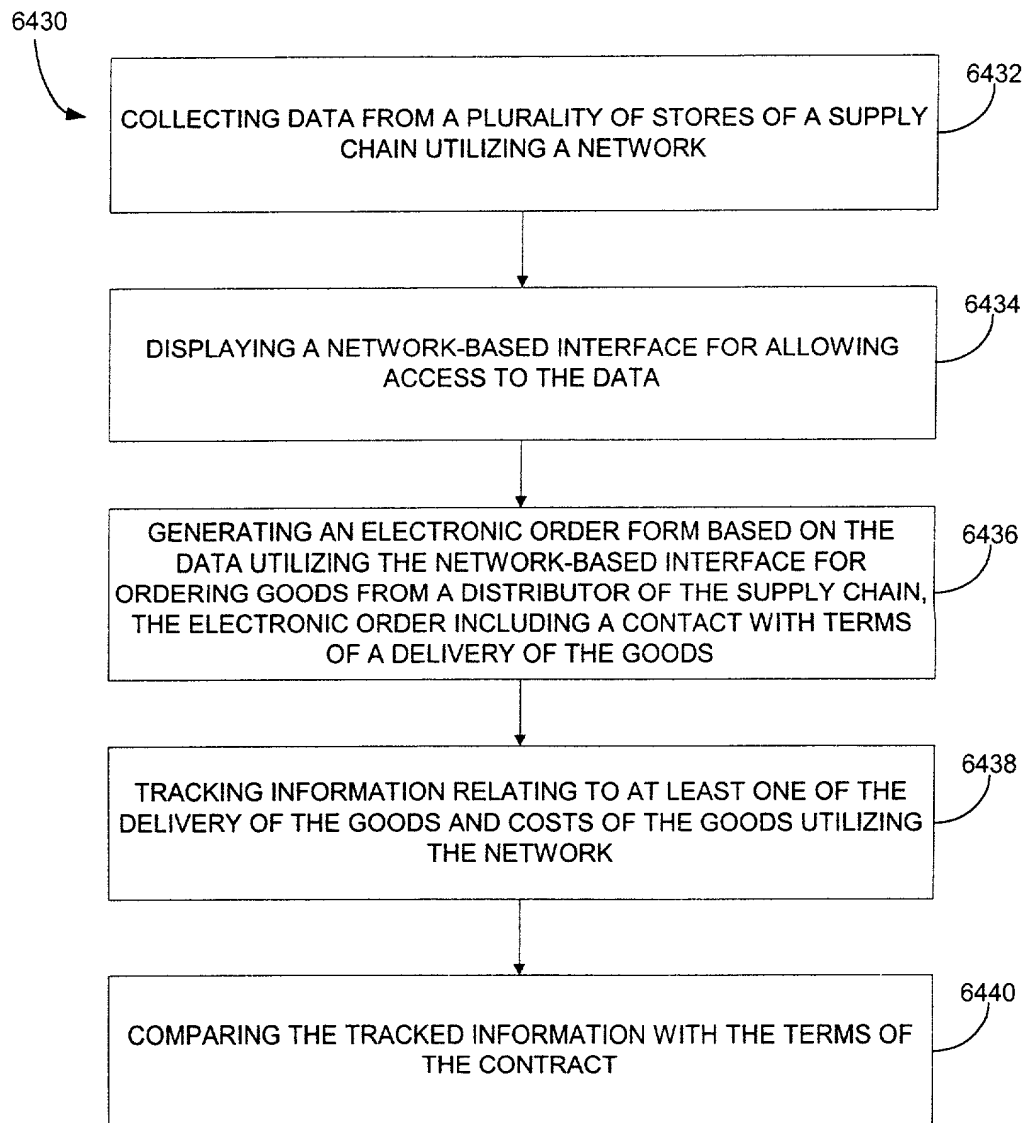 6430
6432
COLLECTING DATA FROM A PLURALITY OF STORES OF A SUPPLY
CHAIN UTILIZING A NETWORK
6434
DISPLAYING A NETWORK-BASED INTERFACE FOR ALLOWING
ACCESS TO THE DATA
6436
GENERATING AN ELECTRONIC ORDER FORM BASED ON THE
DATA UTILIZING THE NETWORK-BASED INTERFACE FOR
ORDERING GOODS FROM A DISTRIBUTOR OF THE SUPPLY CHAIN,
THE ELECTRONIC ORDER INCLUDING A CONTACT WITH TERMS
OF A DELIVERY OF THE GOODS
6438
TRACKING INFORMATION RELATING TO AT LEAST ONE OF THE
DELIVERY OF THE GOODS AND COSTS OF THE GOODS UTILIZING
THE NETWORK
6440
COMPARING THE TRACKED INFORMATION WITH THE TERMS OF
THE CONTRACT